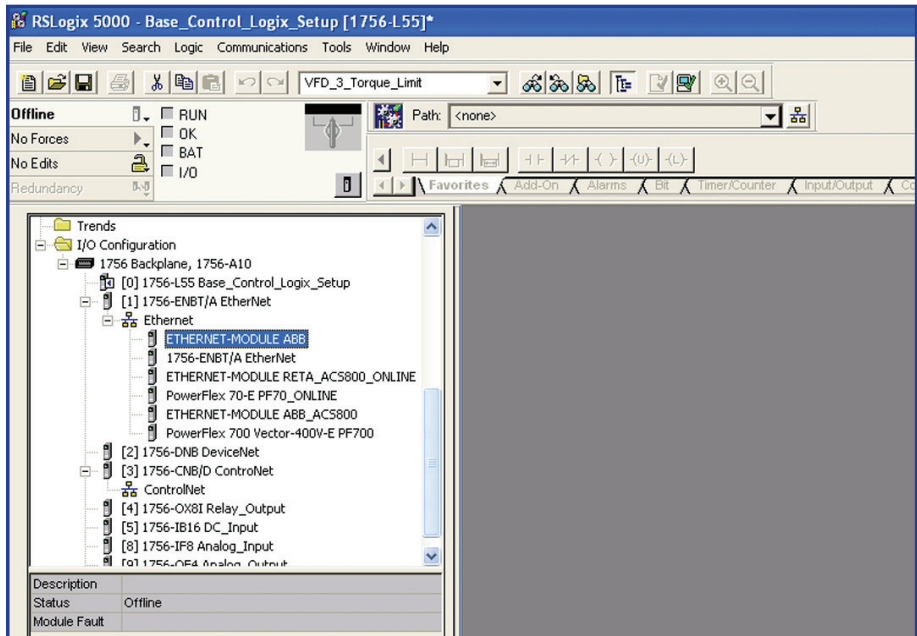 RSLogix 5000 - Base_Control_Logix_Setup [1756-L55]*
File Edit View Search Logic Communications Tools Window Help
VFD_3_Torque_Limit
Offline
RUN
Path: <none>
No Forces
OK
No Edits
BAT
Redundancy
I/O
Favorites Add-On Alarms Bit Timer/Counter Input/Output
Trends
I/O Configuration
1756 Backplane, 1756-A10
[0] 1756-L55 Base_Control_Logix_Setup
[1] 1756-ENBT/A EtherNet
Ethernet
ETHERNET-MODULE ABB
1756-ENBT/A EtherNet
ETHERNET-MODULE RETA_ACS800_ONLINE
PowerFlex 70-E PF70_ONLINE
ETHERNET-MODULE ABB_ACS800
PowerFlex 700 Vector-400V-E PF700
[2] 1756-DNB DeviceNet
[3] 1756-CNB/D ControNet
ControlNet
[4] 1756-OX8I Relay_Output
[5] 1756-IB16 DC_Input
[8] 1756-IF8 Analog_Input
[9] 1756-OF4 Analog_Output
Description
Status Offline
Module Fault